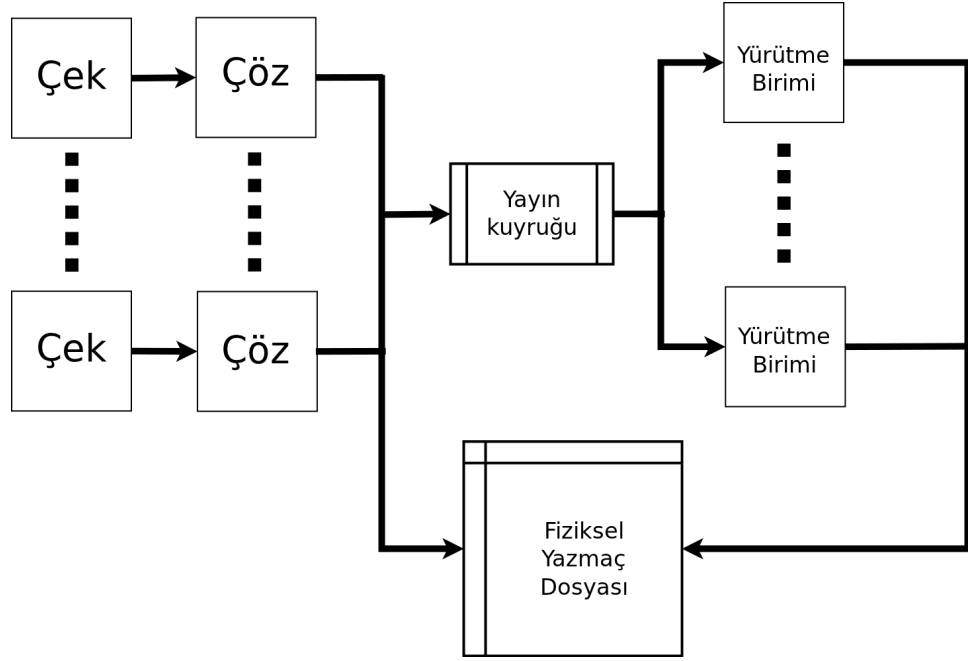 Çek
Çöz
Yürütme
Birimi
Yayın
kuyruğu
Çek
Çöz
Yürütme
Birimi
Fiziksel
Yazmaç
Dosyası